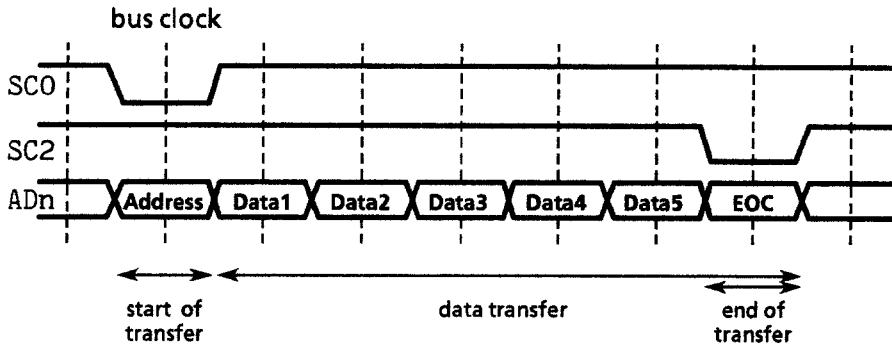 bus clock
SC0
SC2
ADn
Address Data1 Data2 Data3 Data4 Data5 EOC
start of
transfer
data transfer
end of
transfer